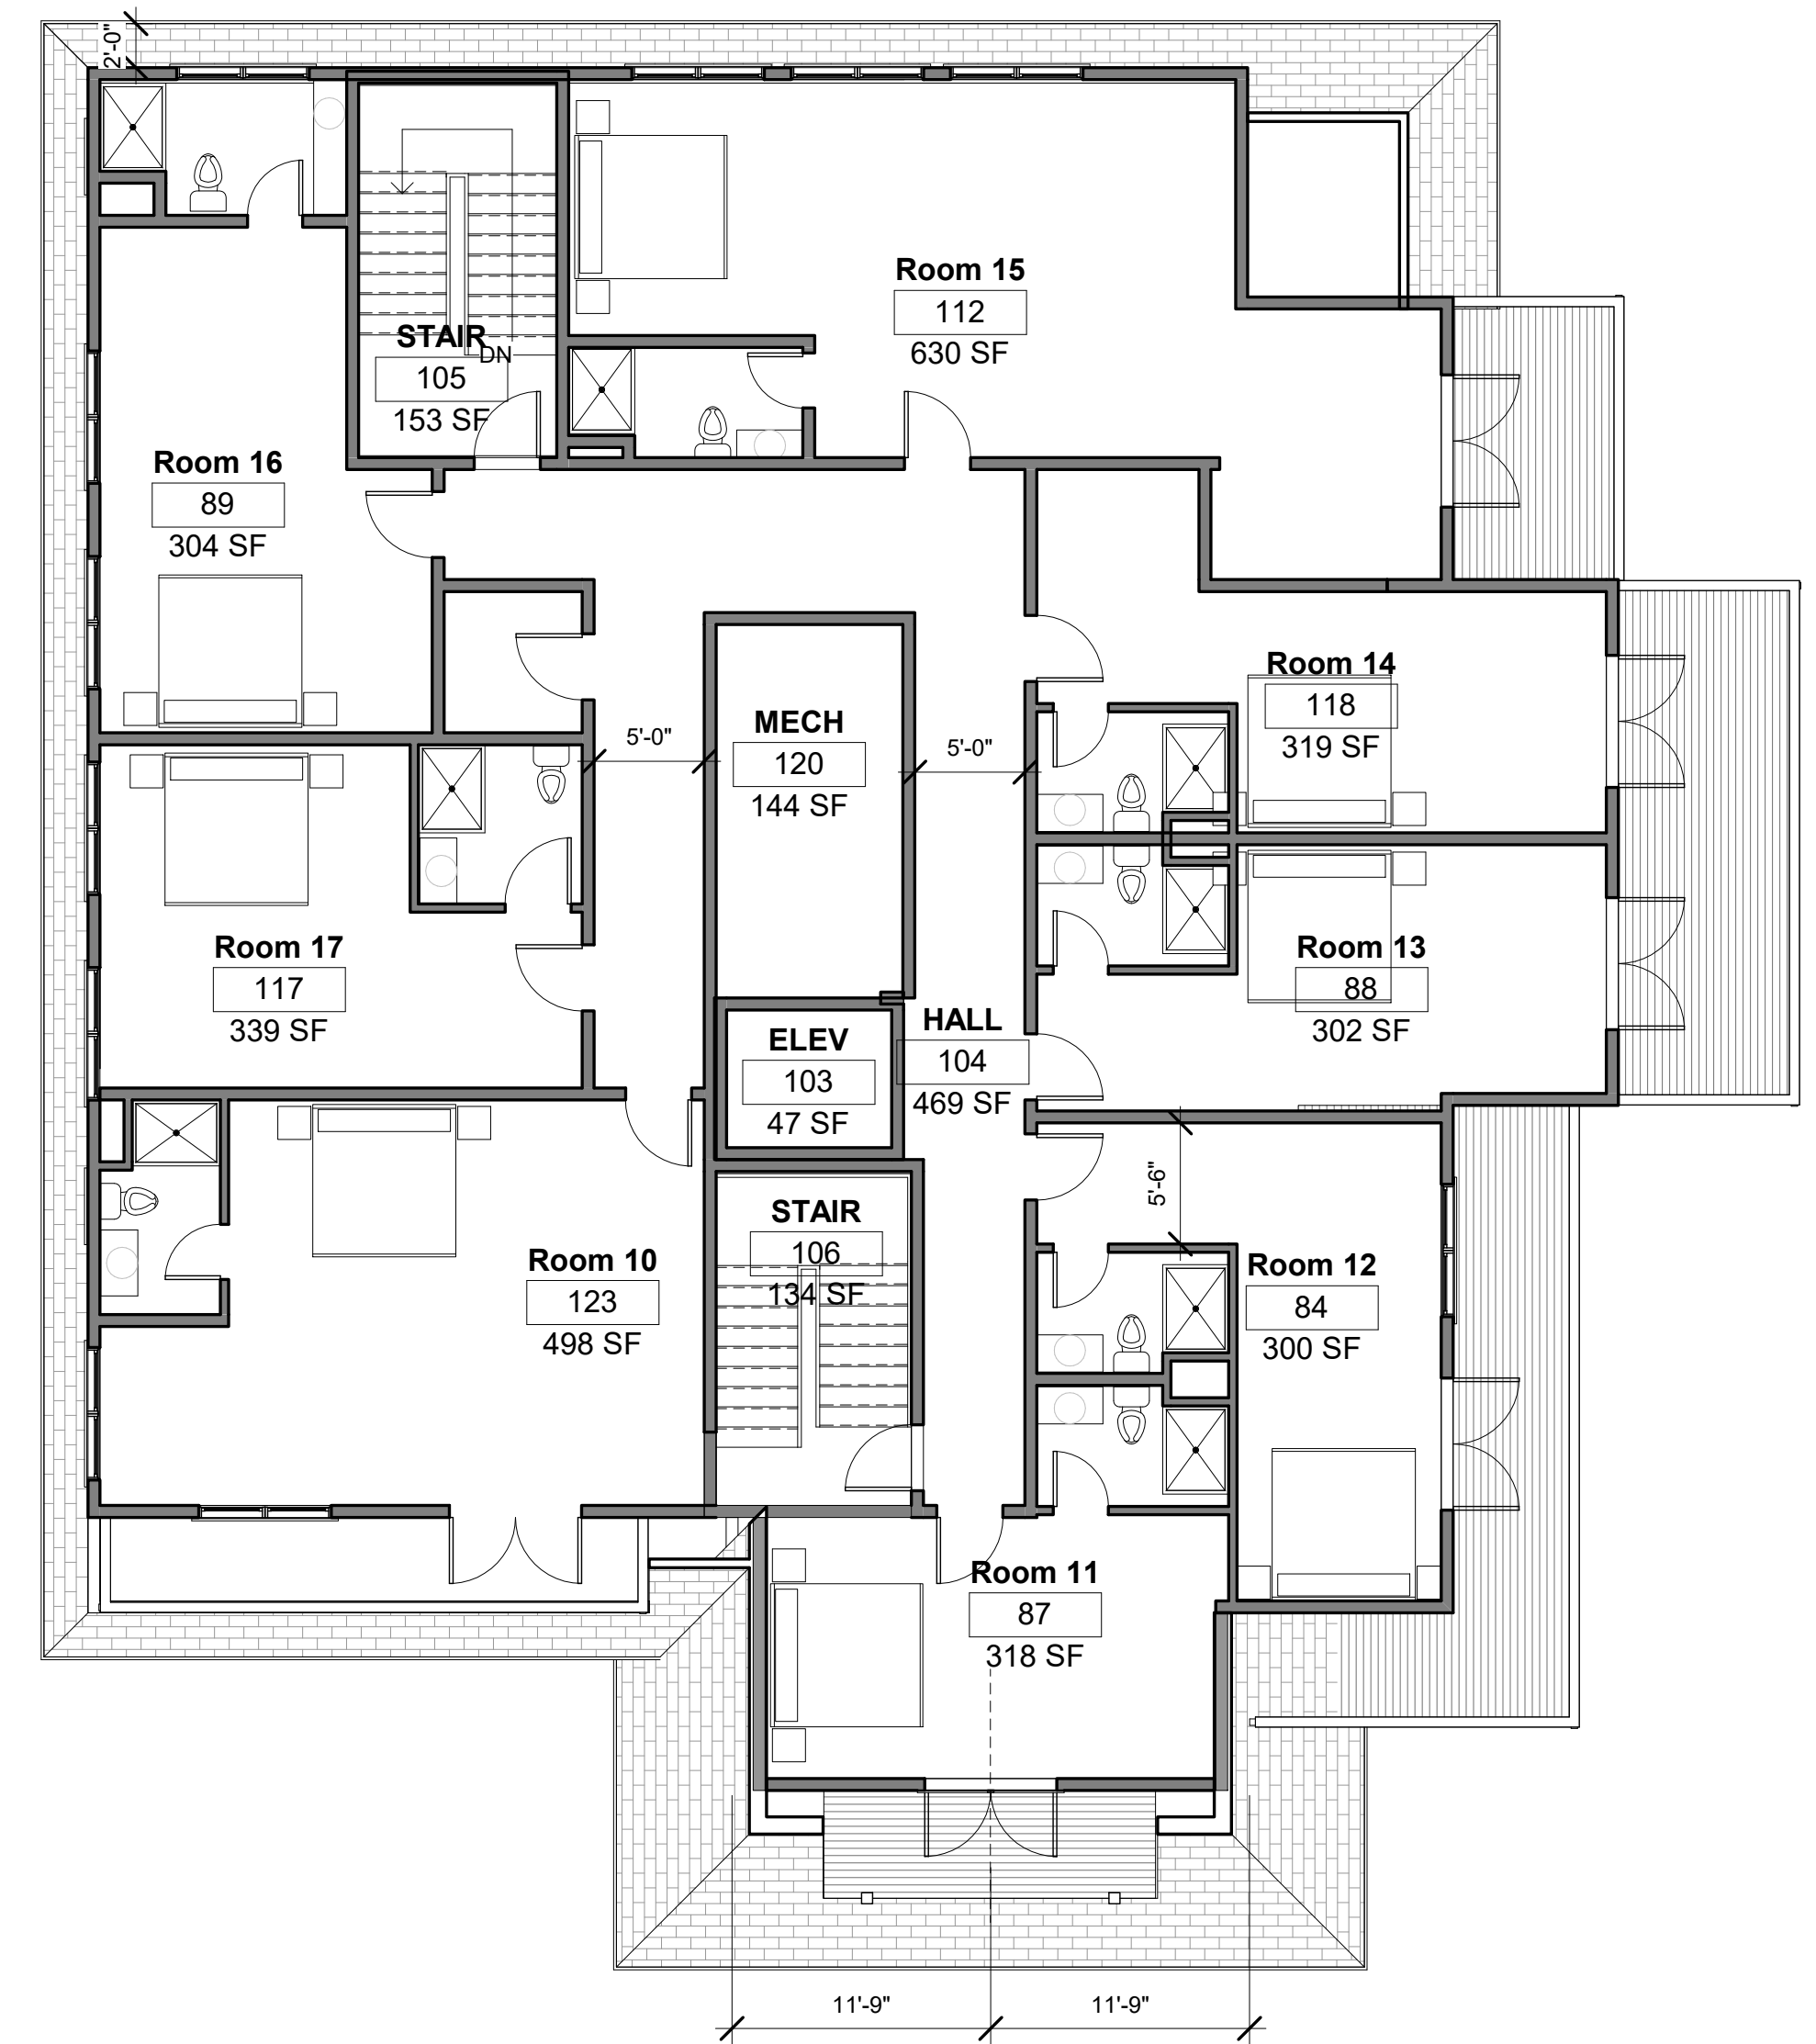 2'-0"
Room 15
112
630 SF
STAIR
DN
105
153 SF
Room 16
89
304 SF
Room 14
118
319 SF
MECH
120
144 SF
5'-0"
5'-0"
Room 17
117
339 SF
Room 13
88
302 SF
ELEV
103
47 SF
HALL
104
469 SF
5'-6"
STAIR
106
134 SF
Room 10
123
498 SF
Room 12
84
300 SF
Room 11
87
318 SF
11'-9"
11'-9"